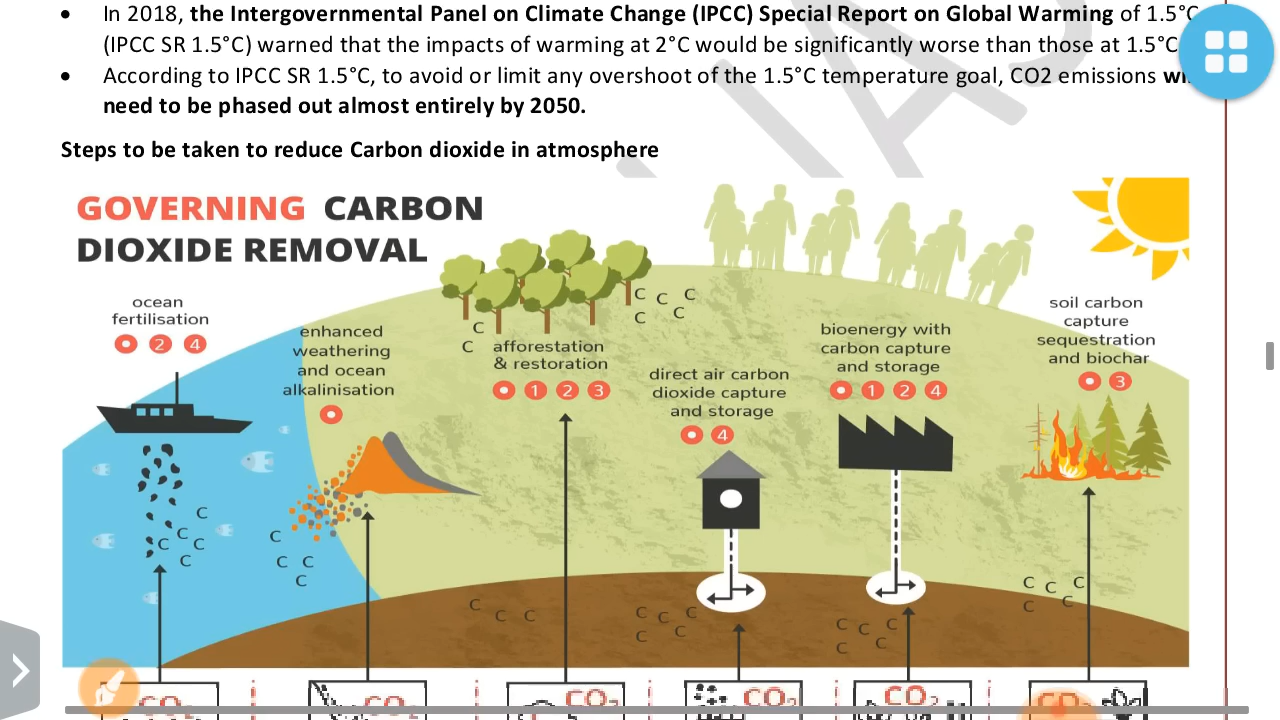 • In 2018, the Intergovernmental Panel on Climate Change (IPCC) Special Report on Global Warming of 1.5°C
(IPCC SR 1.5°C) warned that the impacts of warming at 2°C would be significantly worse than those at 1.5°C
• According to IPCC SR 1.5°C, to avoid or limit any overshoot of the 1.5°C temperature goal, CO2 emissions
need to be phased out almost entirely by 2050.
Steps to be taken to reduce Carbon dioxide in atmosphere
GOVERNING CARBON
DIOXIDE REMOVAL
ocean
fertilisation
2 4
enhanced
weathering
and ocean
alkalinisation
C C C
C C
C
C
afforestation
& restoration
1 2 3
direct air carbon
dioxide capture
and storage
4
bioenergy with
carbon capture
and storage
1 2 4
soil carbon
capture
sequestration
and biochar
3
C
C
C C
C
C
C C
C
C C C
C C C
C C
C C C
C C
C C C
C C
CO₂ CO₂ CO₂ CO₂ CO₂ CO₂